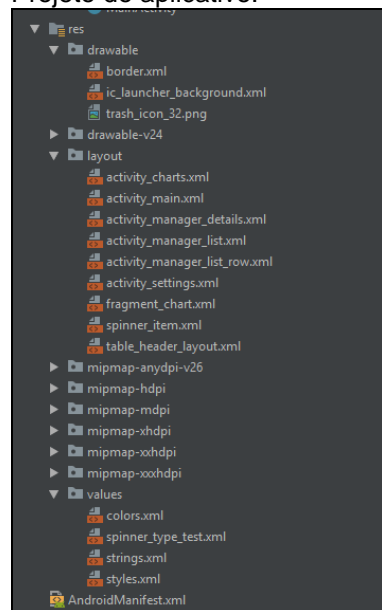 Projeto do aplicativo:
MainActivity
res
drawable
border.xml
ic_launcher_background.xml
trash_icon_32.png
drawable-v24
layout
activity_charts.xml
activity_main.xml
activity_manager_details.xml
activity_manager_list.xml
activity_manager_list_row.xml
activity_settings.xml
fragment_chart.xml
spinner_item.xml
table_header_layout.xml
mipmap-anydpi-v26
mipmap-hdpi
mipmap-mdpi
mipmap-xhdpi
mipmap-xxhdpi
mipmap-xxxhdpi
values
colors.xml
spinner_type_test.xml
strings.xml
styles.xml
AndroidManifest.xml